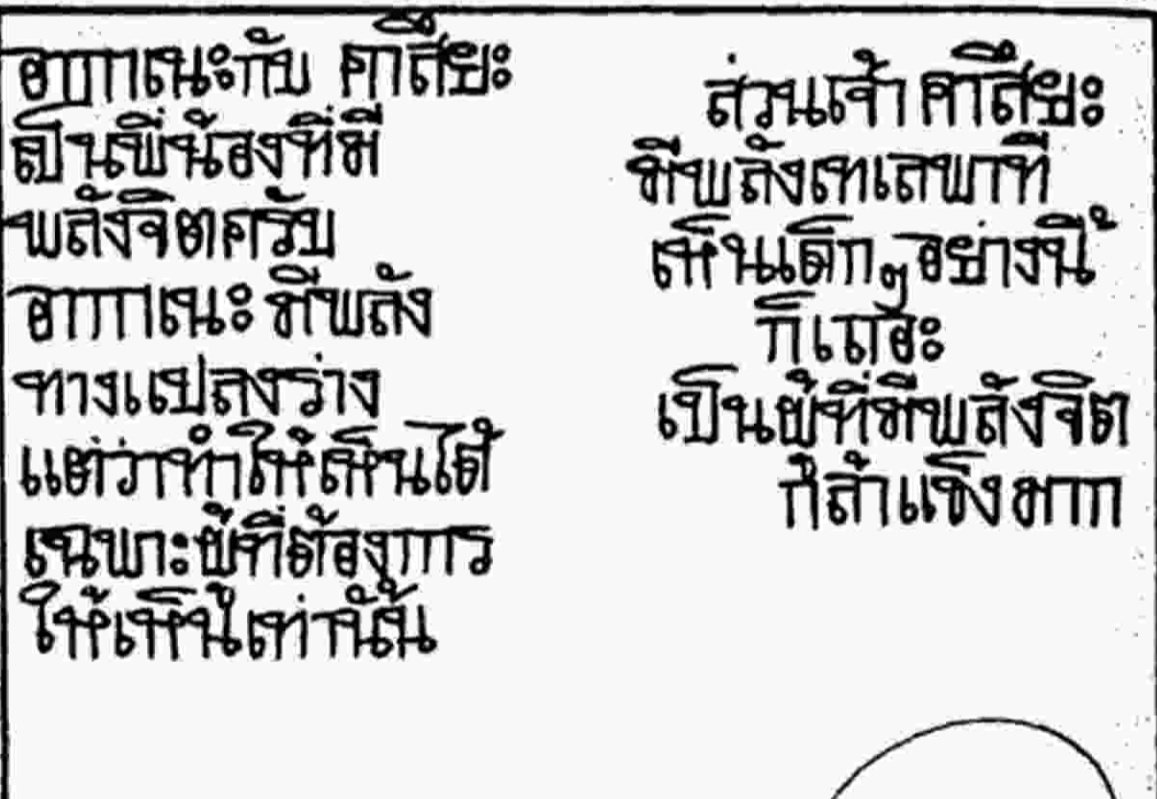 อากาเนะกับ คาสึยะ
เป็นพี่น้องที่มี
พลังจิตครับ
อากาเนะ มีพลัง
ทางแปลงร่าง
แต่ว่าทำให้เห็นได้
เฉพาะผู้ที่ต้องการ
ให้เห็นเท่านั้น
ส่วนเจ้า คาสึยะ
มีพลังเทเลพาที
เห็นเด็กๆอย่างนี้
ก็เถอะ
เป็นผู้ที่มีพลังจิต
ที่กล้าแข็งมาก